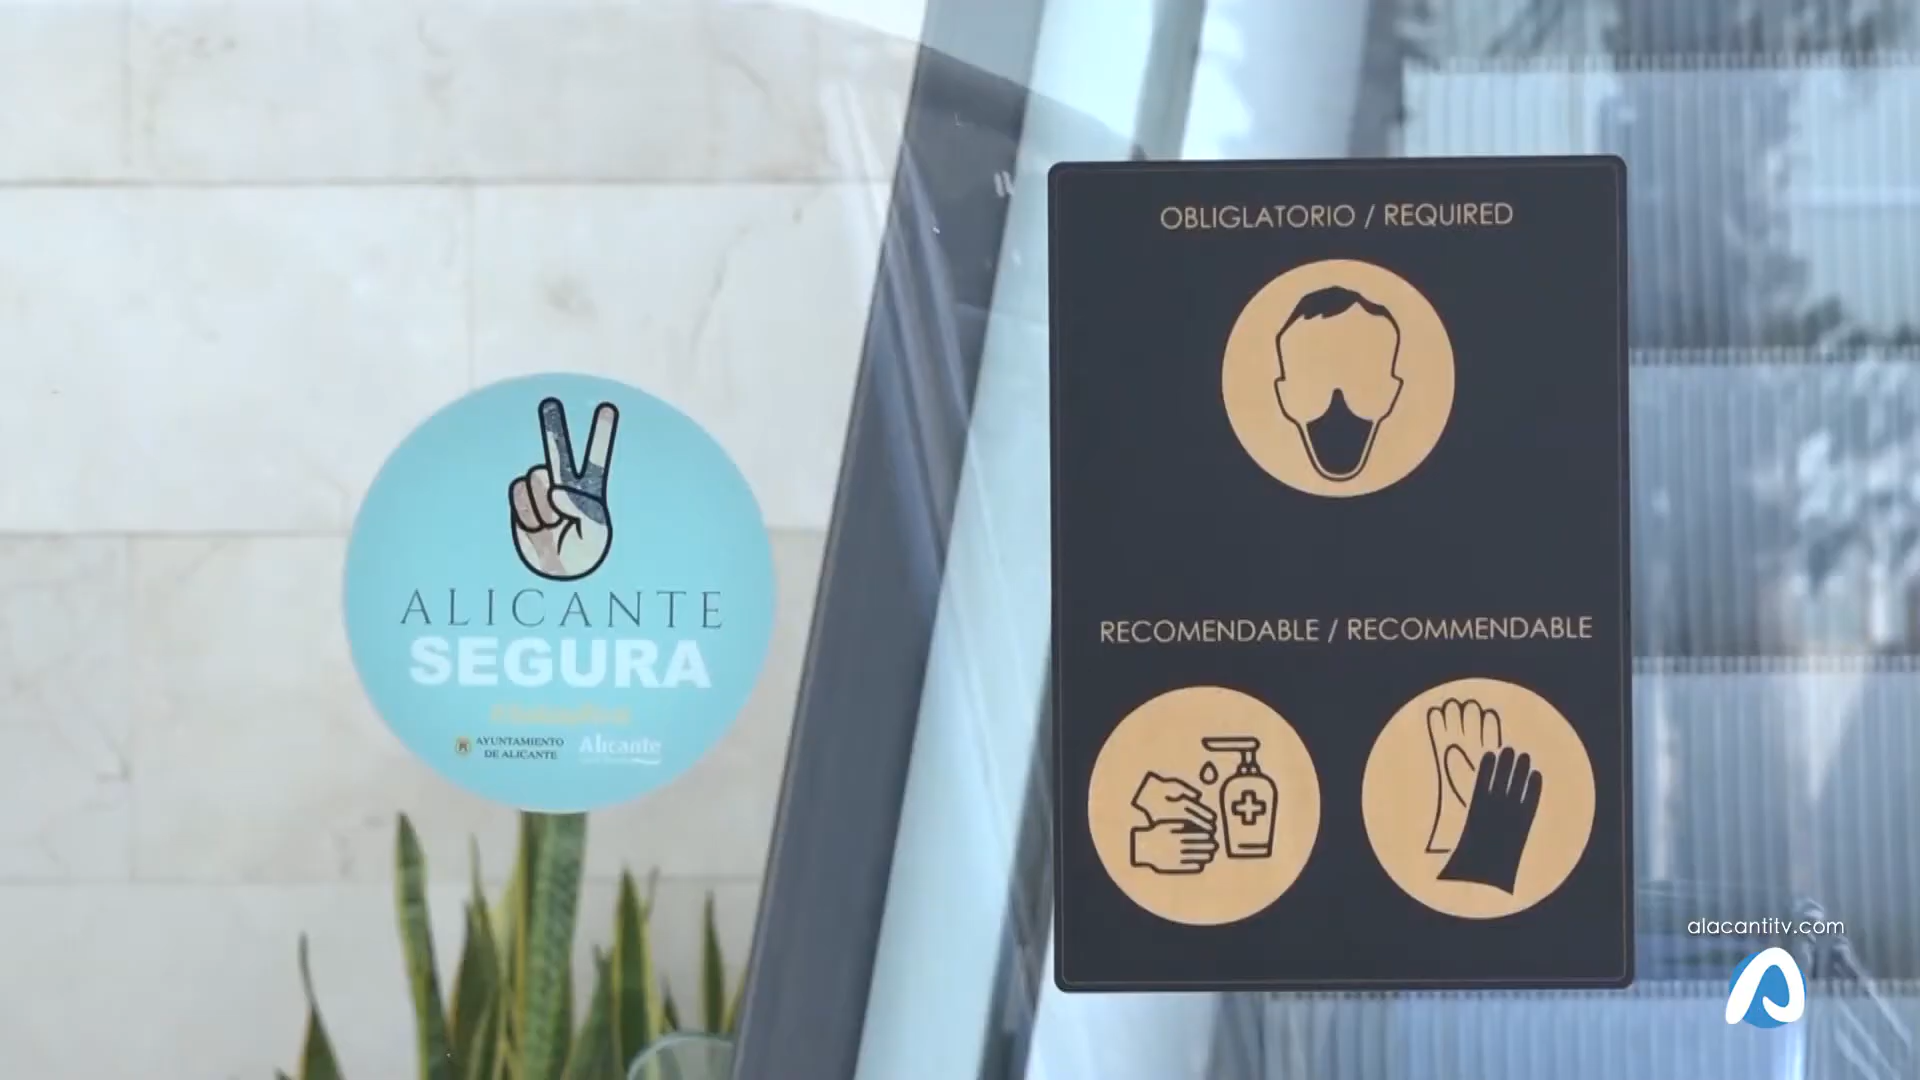 ALICANTE
SEGURA
AYUNTAMIENTO
DE ALICANTE
Alicante
OBLIGLATORIO / REQUIRED
RECOMENDABLE / RECOMMENDABLE
alacantitv.com